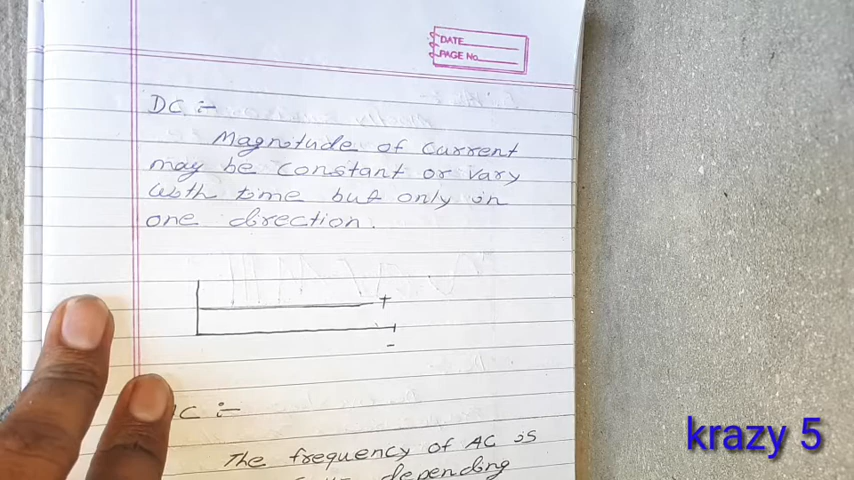 DATE
PAGE No.
DC :-
Magnitude of current
may be constant or vary
with time but only in
one direction.
+
-
C :-
The frequency of AC is
depending
krazy 5